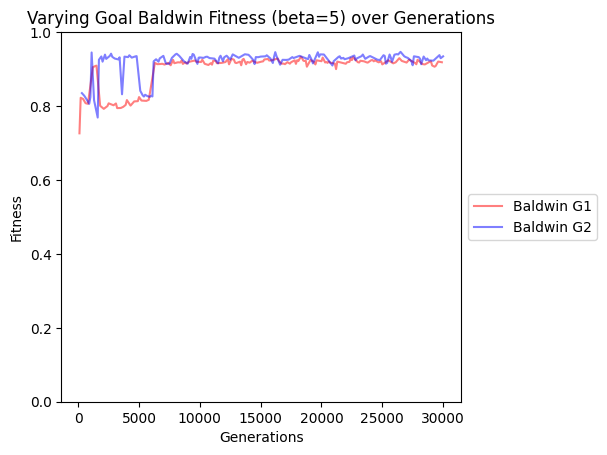 Varying Goal Baldwin Fitness (beta=5) over Generations
1.0
0.8
0.6
0.4
0.2
0.0
Fitness
0 5000 10000 15000 20000 25000 30000
Generations
Baldwin G1
Baldwin G2